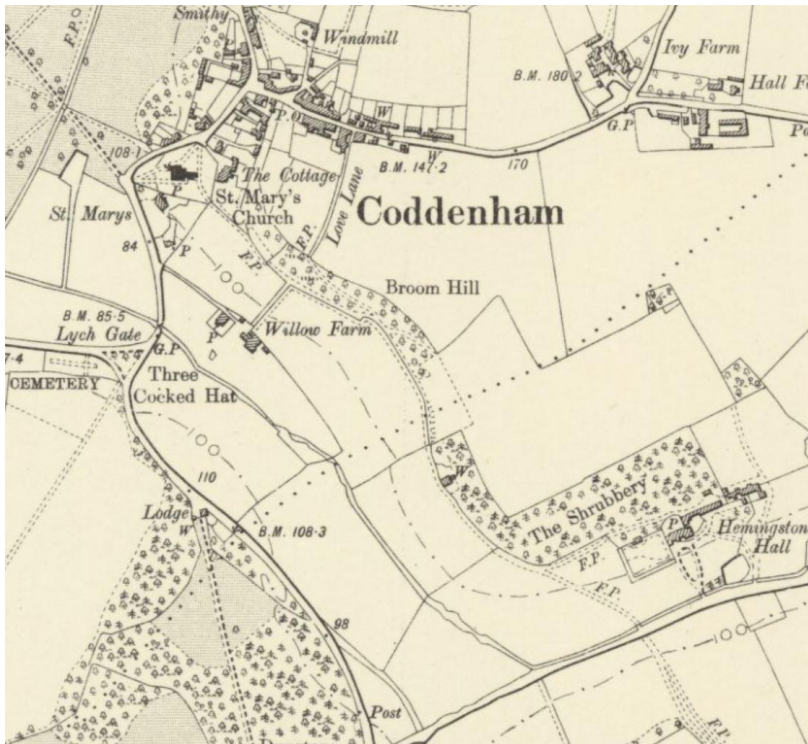 Smithy
F.P.
Windmill
Ivy Farm
B.M. 180·2
Hall
P
W
P.O.
G.P
108·1
B.M. 147·2
W
170
The Cottage
P
St. Mary's
Church
Love Lane
Coddenham
St. Marys
84
P
F.P.
F.P.
Broom Hill
B.M. 85·5
Lych Gate
P
Willow Farm
G.P
7·4
CEMETERY
Three
Cocked Hat
110
W
The Shrubbery
Lodge
W
B.M. 108·3
P
Hemingston
Hall
F.P.
F.P.
98
Post
F.P.